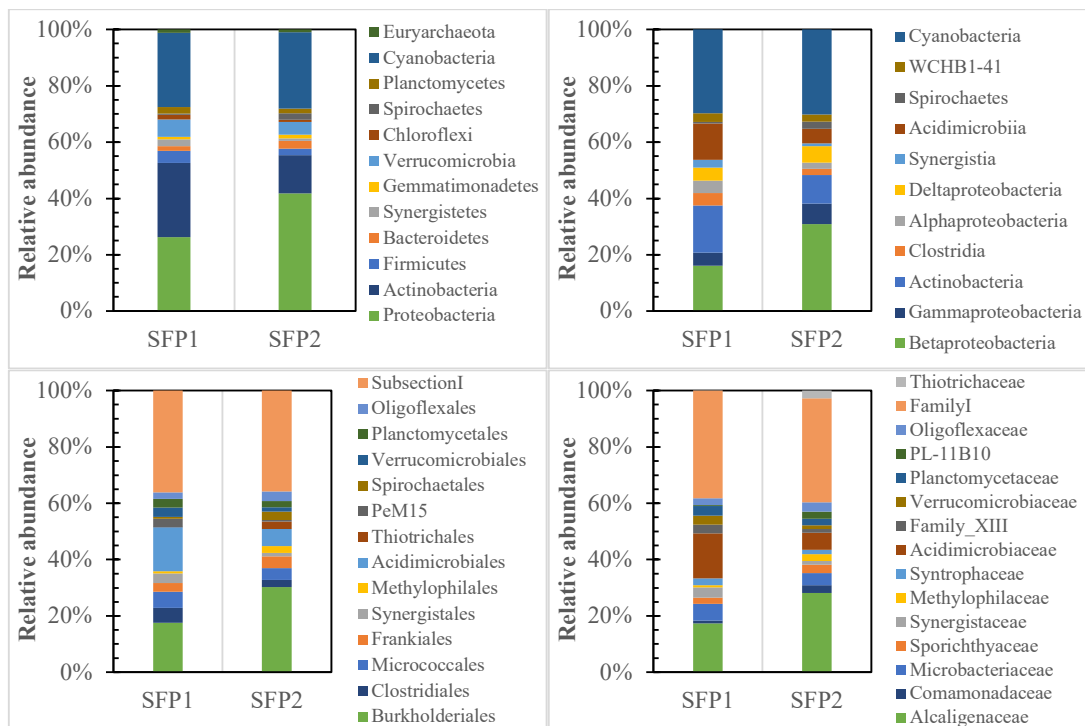 Relative abundance
100%
80%
60%
40%
20%
0%
SFP1
SFP2
Euryarchaeota
Cyanobacteria
Planctomycetes
Spirochaetes
Chloroflexi
Verrucomicrobia
Gemmatimonadetes
Synergistetes
Bacteroidetes
Firmicutes
Actinobacteria
Proteobacteria
Relative abundance
100%
80%
60%
40%
20%
0%
SFP1
SFP2
Cyanobacteria
WCHB1-41
Spirochaetes
Acidimicrobiia
Synergistia
Deltaproteobacteria
Alphaproteobacteria
Clostridia
Actinobacteria
Gammaproteobacteria
Betaproteobacteria
Relative abundance
100%
80%
60%
40%
20%
0%
SFP1
SFP2
SubsectionI
Oligoflexales
Planctomycetales
Verrucomicrobiales
Spirochaetales
PeM15
Thiotrichales
Acidimicrobiales
Methylophilales
Synergistales
Frankiales
Micrococcales
Clostridiales
Burkholderiales
Relative abundance
100%
80%
60%
40%
20%
0%
SFP1
SFP2
Thiotrichaceae
FamilyI
Oligoflexaceae
PL-11B10
Planctomycetaceae
Verrucomicrobiaceae
Family_XIII
Acidimicrobiaceae
Syntrophaceae
Methylophilaceae
Synergistaceae
Sporichthyaceae
Microbacteriaceae
Comamonadaceae
Alcaligenaceae